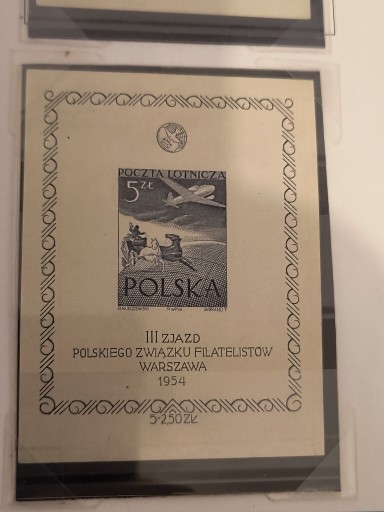 POCZTA LOTNICZA
5 ZŁ
POLSKA
III ZJAZD
POLSKIEGO ZWIĄZKU FILATELISTÓW
WARSZAWA
1954
5+2,50 ZŁ